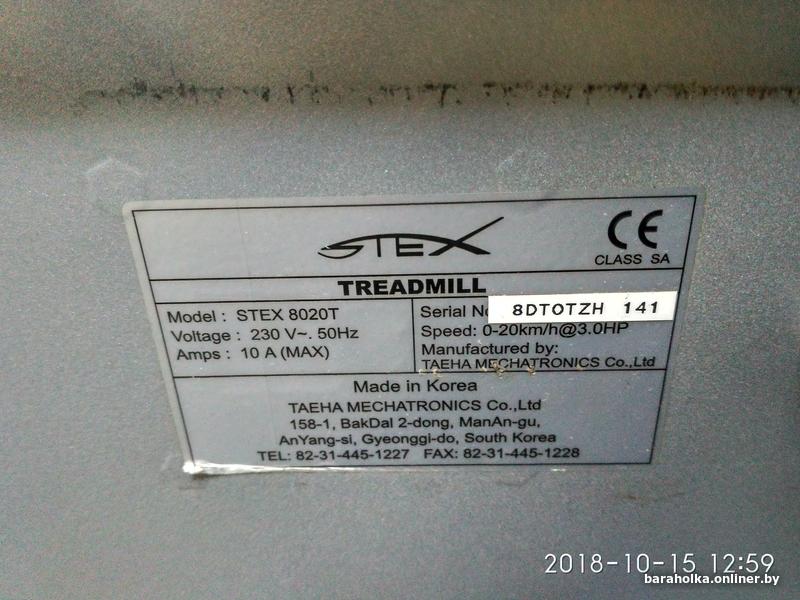 STEX
CE
CLASS SA
TREADMILL
Model : STEX 8020T
Voltage : 230 V~. 50Hz
Amps : 10 A (MAX)
Serial No 8DTOTZH 141
Speed: 0-20km/h@3.0HP
Manufactured by:
TAEHA MECHATRONICS Co.,Ltd
Made in Korea
TAEHA MECHATRONICS Co.,Ltd
158-1, BakDal 2-dong, ManAn-gu,
AnYang-si, Gyeonggi-do, South Korea
TEL: 82-31-445-1227 FAX: 82-31-445-1228
2018-10-15 12:59
baraholka.onliner.by